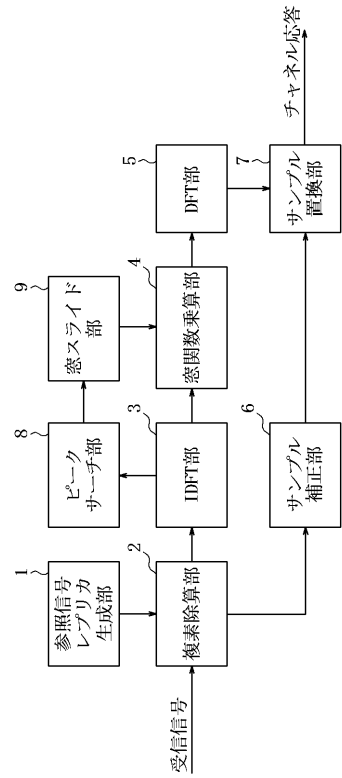 受信信号
1
参照信号
レプリカ
生成部
2
複素除算部
8
ピーク
サーチ部
3
IDFT部
9
窓スライド
部
4
窓関数乗算部
5
DFT部
6
サンプル
補正部
7
サンプル
置換部
チャネル応答